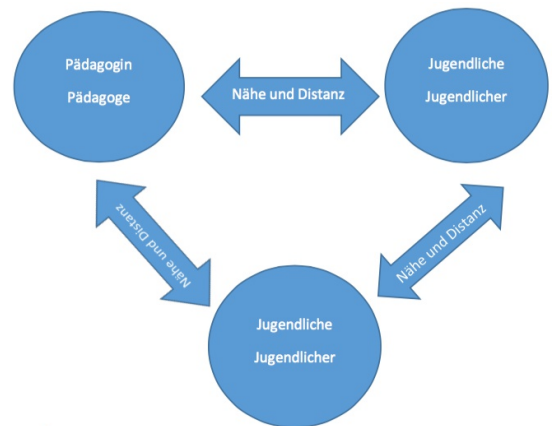 Pädagogin
Pädagoge
Nähe und Distanz
Jugendliche
Jugendlicher
Nähe und Distanz
Nähe und Distanz
Jugendliche
Jugendlicher